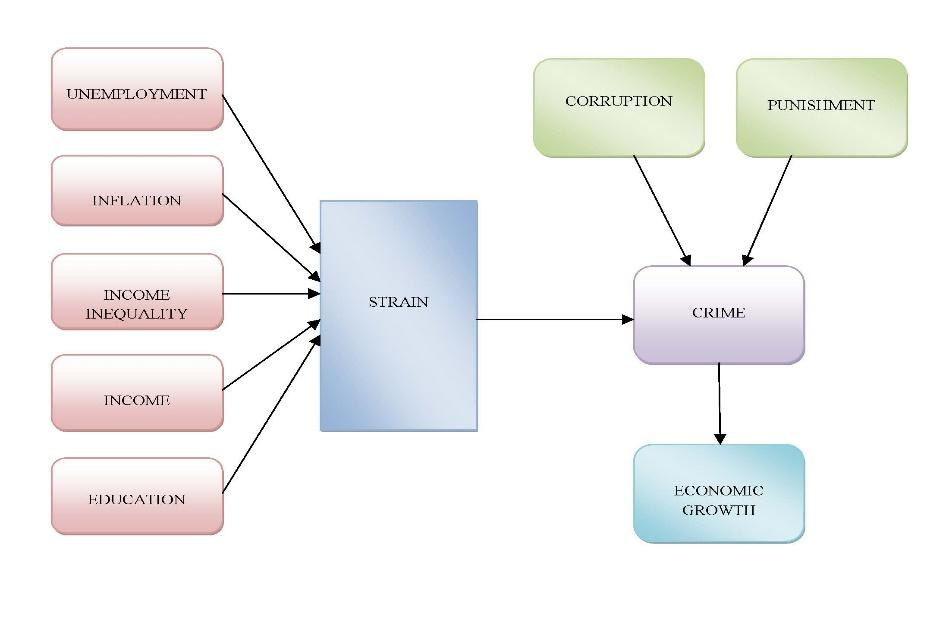 UNEMPLOYMENT
INFLATION
INCOME
INEQUALITY
INCOME
EDUCATION
STRAIN
CORRUPTION
PUNISHMENT
CRIME
ECONOMIC
GROWTH